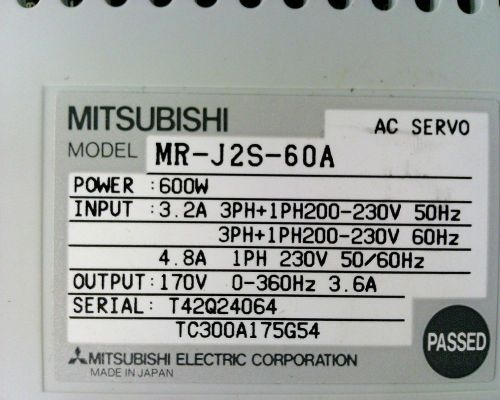 MITSUBISHI
AC SERVO
MODEL MR-J2S-60A
POWER :600W
INPUT :3.2A 3PH+1PH200-230V 50Hz
3PH+1PH200-230V 60Hz
4.8A 1PH 230V 50/60Hz
OUTPUT:170V 0-360Hz 3.6A
SERIAL: T42Q24064
TC300A175G54
PASSED
MITSUBISHI ELECTRIC CORPORATION
MADE IN JAPAN